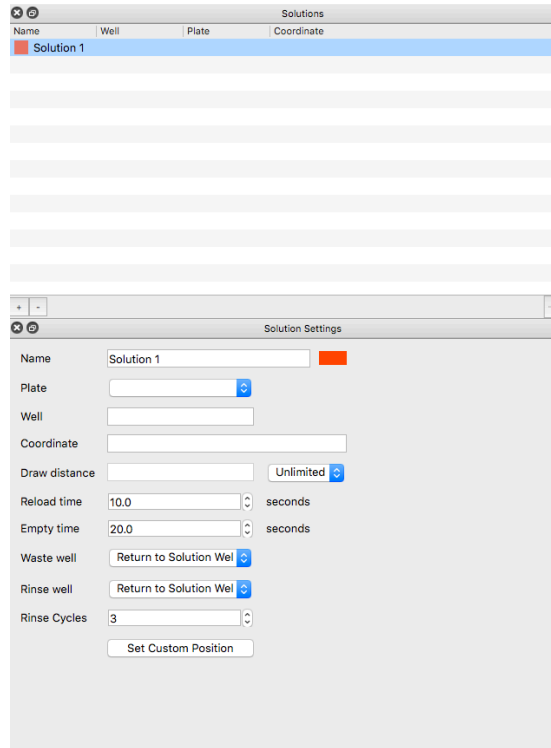 Solutions
Name Well Plate Coordinate
Solution 1
+ -
Solution Settings
Name Solution 1
Plate
Well
Coordinate
Draw distance Unlimited
Reload time 10.0 seconds
Empty time 20.0 seconds
Waste well Return to Solution Wel
Rinse well Return to Solution Wel
Rinse Cycles 3
Set Custom Position